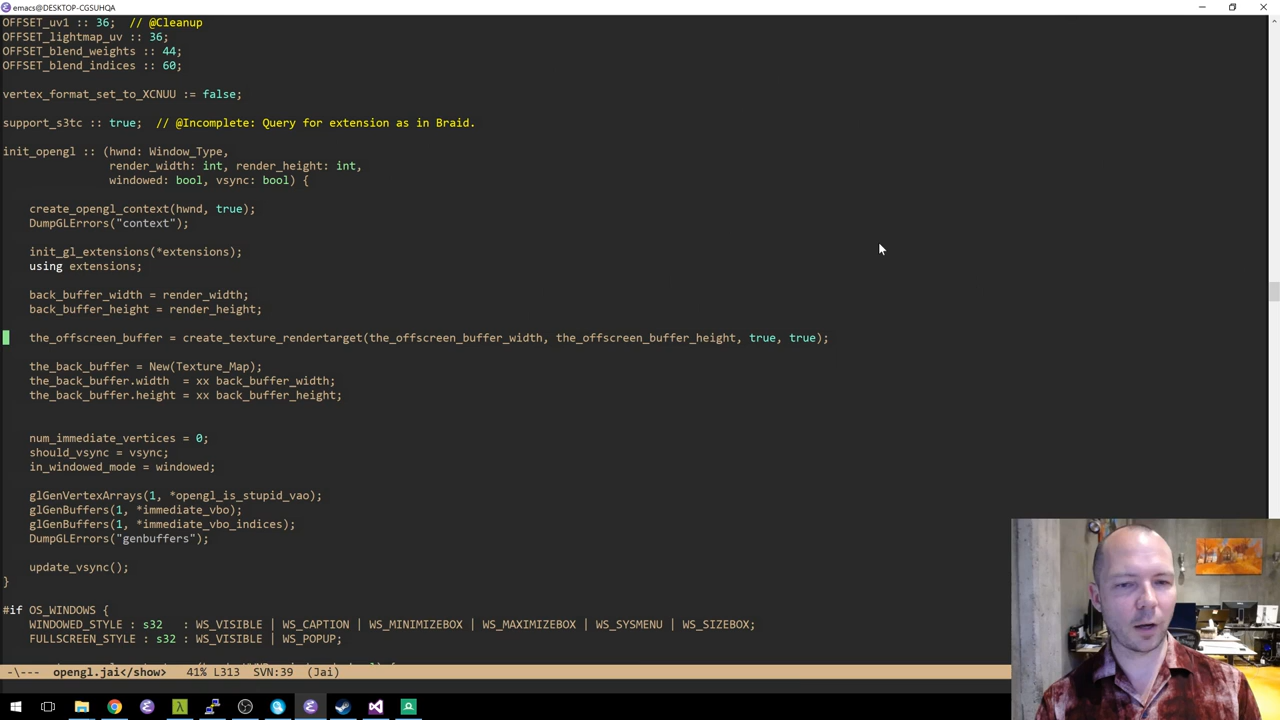 emacs@DESKTOP-CGSUHQA
OFFSET_uv1 :: 36;  // @Cleanup
OFFSET_lightmap_uv :: 36;
OFFSET_blend_weights :: 44;
OFFSET_blend_indices :: 60;
vertex_format_set_to_XCNUU := false;
support_s3tc :: true;  // @Incomplete: Query for extension as in Braid.
init_opengl :: (hwnd: Window_Type,
render_width: int, render_height: int,
windowed: bool, vsync: bool) {
create_opengl_context(hwnd, true);
DumpGLErrors("context");
init_gl_extensions(*extensions);
using extensions;
back_buffer_width = render_width;
back_buffer_height = render_height;
the_offscreen_buffer = create_texture_rendertarget(the_offscreen_buffer_width, the_offscreen_buffer_height, true, true);
the_back_buffer = New(Texture_Map);
the_back_buffer.width  = xx back_buffer_width;
the_back_buffer.height = xx back_buffer_height;
num_immediate_vertices = 0;
should_vsync = vsync;
in_windowed_mode = windowed;
glGenVertexArrays(1, *opengl_is_stupid_vao);
glGenBuffers(1, *immediate_vbo);
glGenBuffers(1, *immediate_vbo_indices);
DumpGLErrors("genbuffers");
update_vsync();
}
#if OS_WINDOWS {
WINDOWED_STYLE : s32   : WS_VISIBLE | WS_CAPTION | WS_MINIMIZEBOX | WS_MAXIMIZEBOX | WS_SYSMENU | WS_SIZEBOX;
FULLSCREEN_STYLE : s32 : WS_VISIBLE | WS_POPUP;
-\---  opengl.jai</show>   41% L313   SVN:39  (Jai)